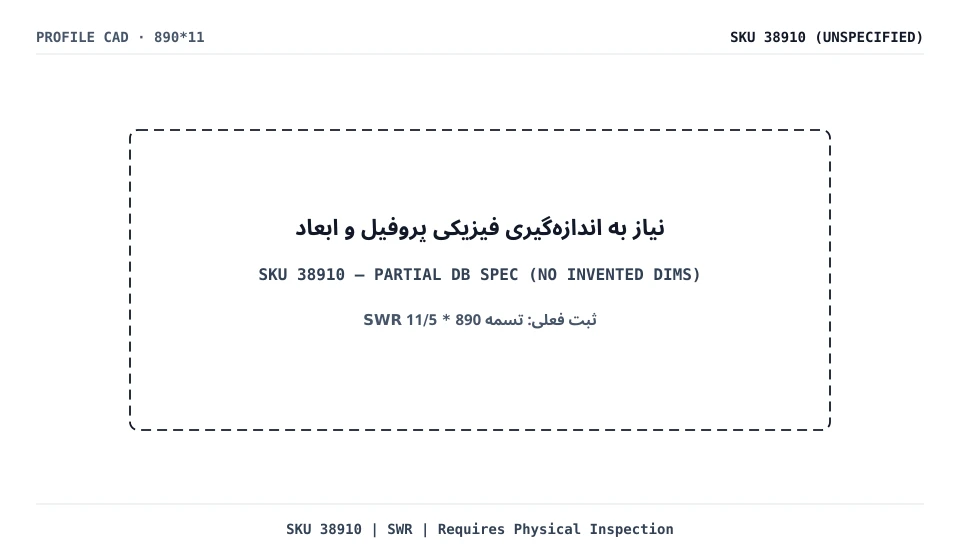 PROFILE CAD · 890*11
SKU 38910 (UNSPECIFIED)
نیاز به اندازه‌گیری فیزیکی پروفیل و ابعاد
SKU 38910 — PARTIAL DB SPEC (NO INVENTED DIMS)
ثبت فعلی: تسمه 890 * 11/5 SWR
SKU 38910 | SWR | Requires Physical Inspection